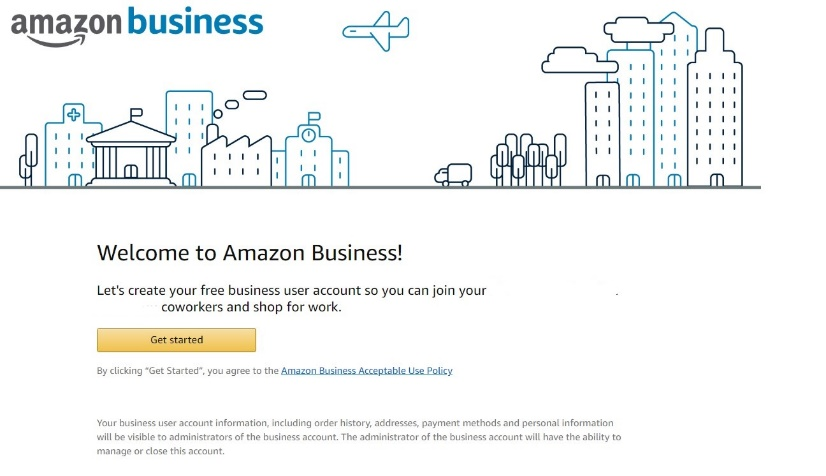 amazon business
Welcome to Amazon Business!
Let's create your free business user account so you can join your
.
coworkers and shop for work.
Get started
By clicking “Get Started”, you agree to the Amazon Business Acceptable Use Policy
Your business user account information, including order history, addresses, payment methods and personal information
will be visible to administrators of the business account. The administrator of the business account will have the ability to
manage or close this account.